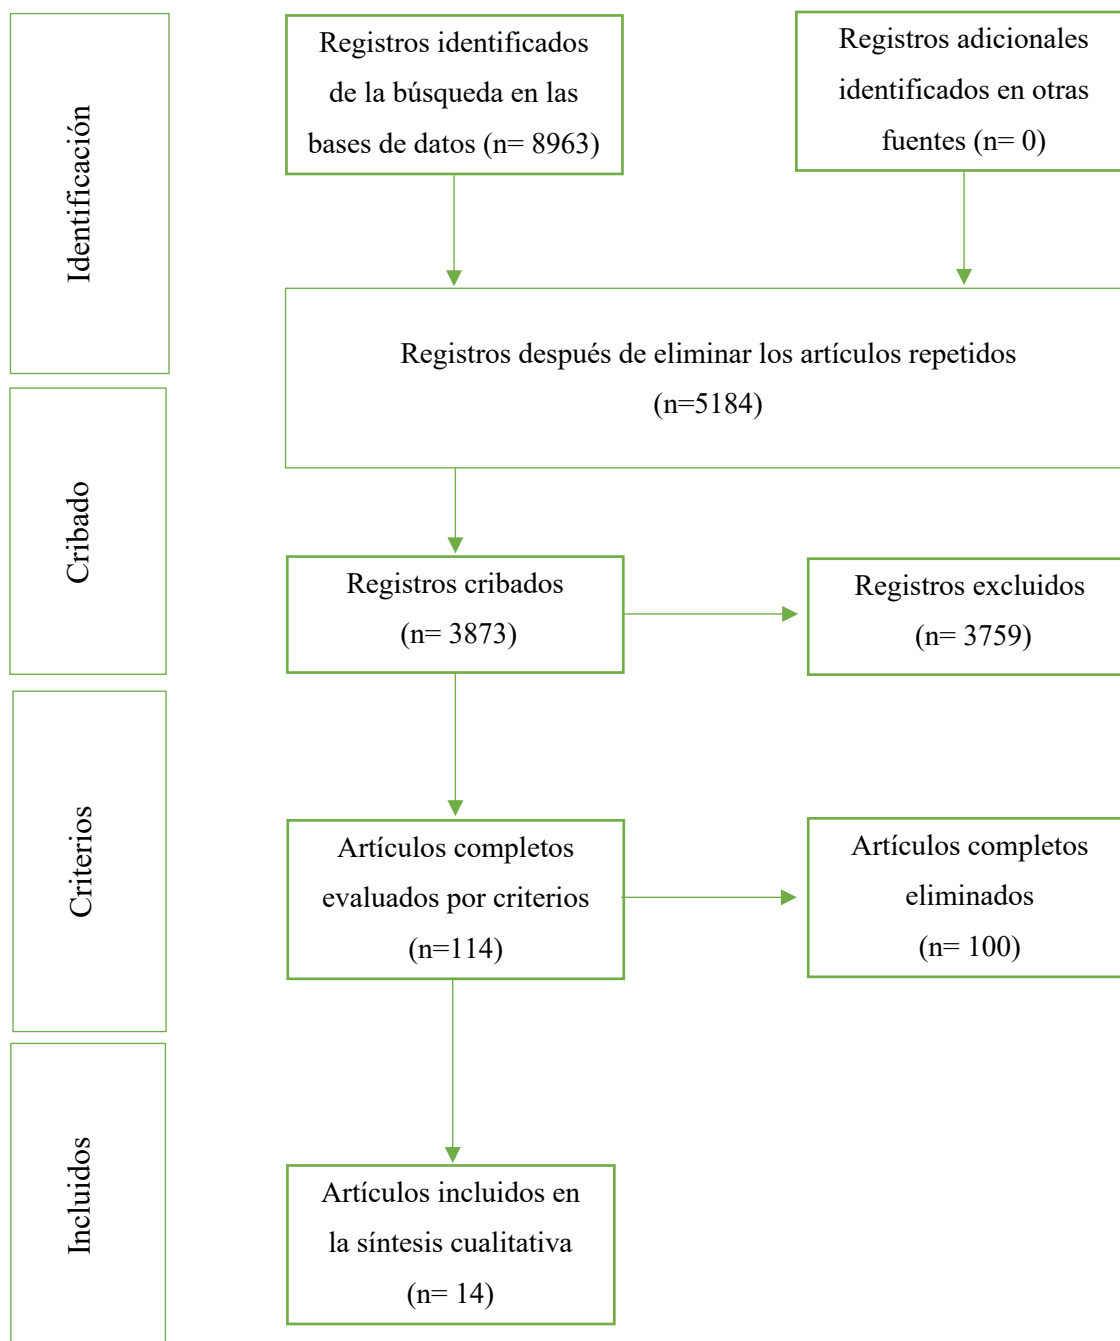 Identificación
Registros identificados
de la búsqueda en las
bases de datos (n= 8963)
Registros adicionales
identificados en otras
fuentes (n= 0)
Registros después de eliminar los artículos repetidos
(n=5184)
Cribado
Registros cribados
(n= 3873)
Registros excluidos
(n= 3759)
Criterios
Artículos completos
evaluados por criterios
(n=114)
Artículos completos
eliminados
(n= 100)
Incluidos
Artículos incluidos en
la síntesis cualitativa
(n= 14)